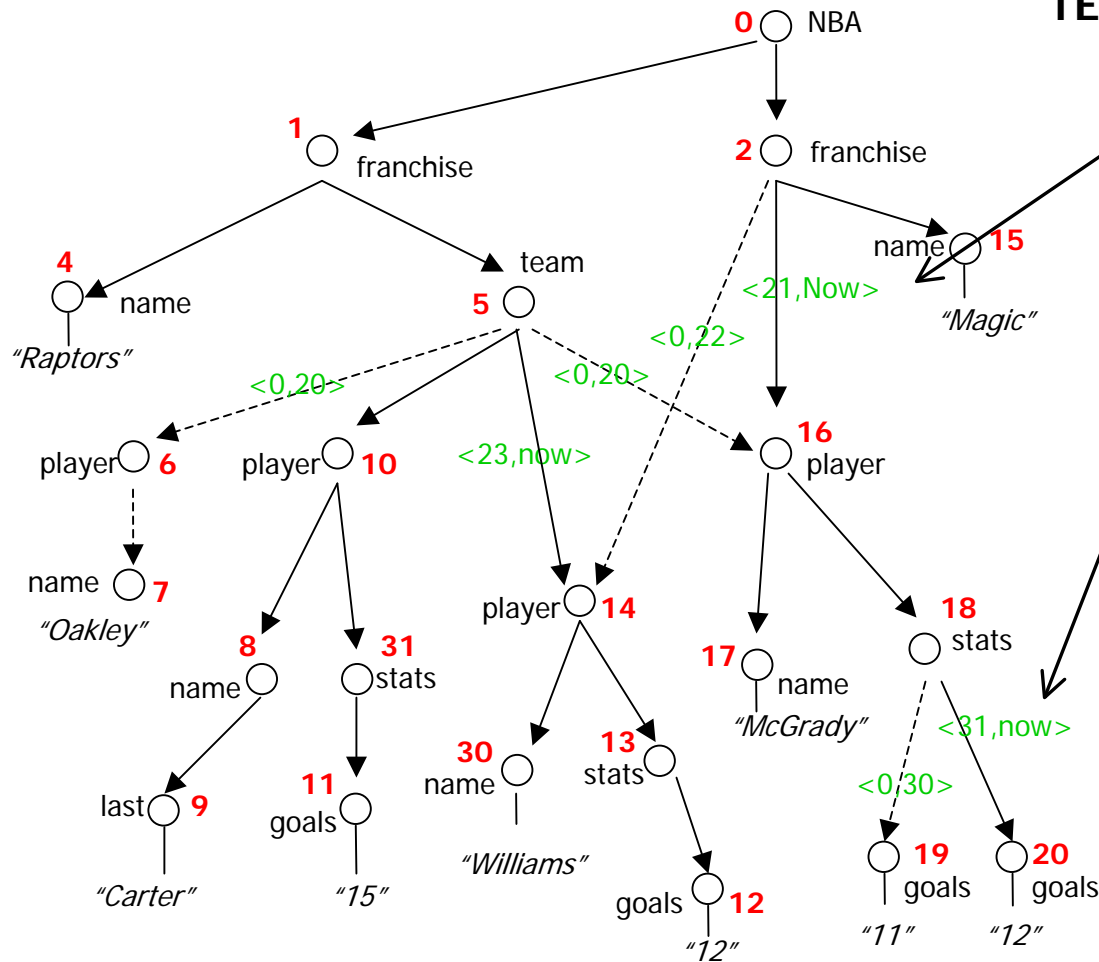 TE
0 NBA
1 franchise
2 franchise
4 name
"Raptors"
team
5
name 15
"Magic"
<21,Now>
<0,22>
<0,20>
<0,20>
player 6
player 10
<23,now>
16
player
name 7
"Oakley"
player 14
8
name
31
stats
17 name
"McGrady"
18
stats
30
name
13
stats
<31,now>
<0,30>
last 9
"Carter"
11
goals
"15"
"Williams"
goals 12
"12"
19
goals
"11"
20
goals
"12"